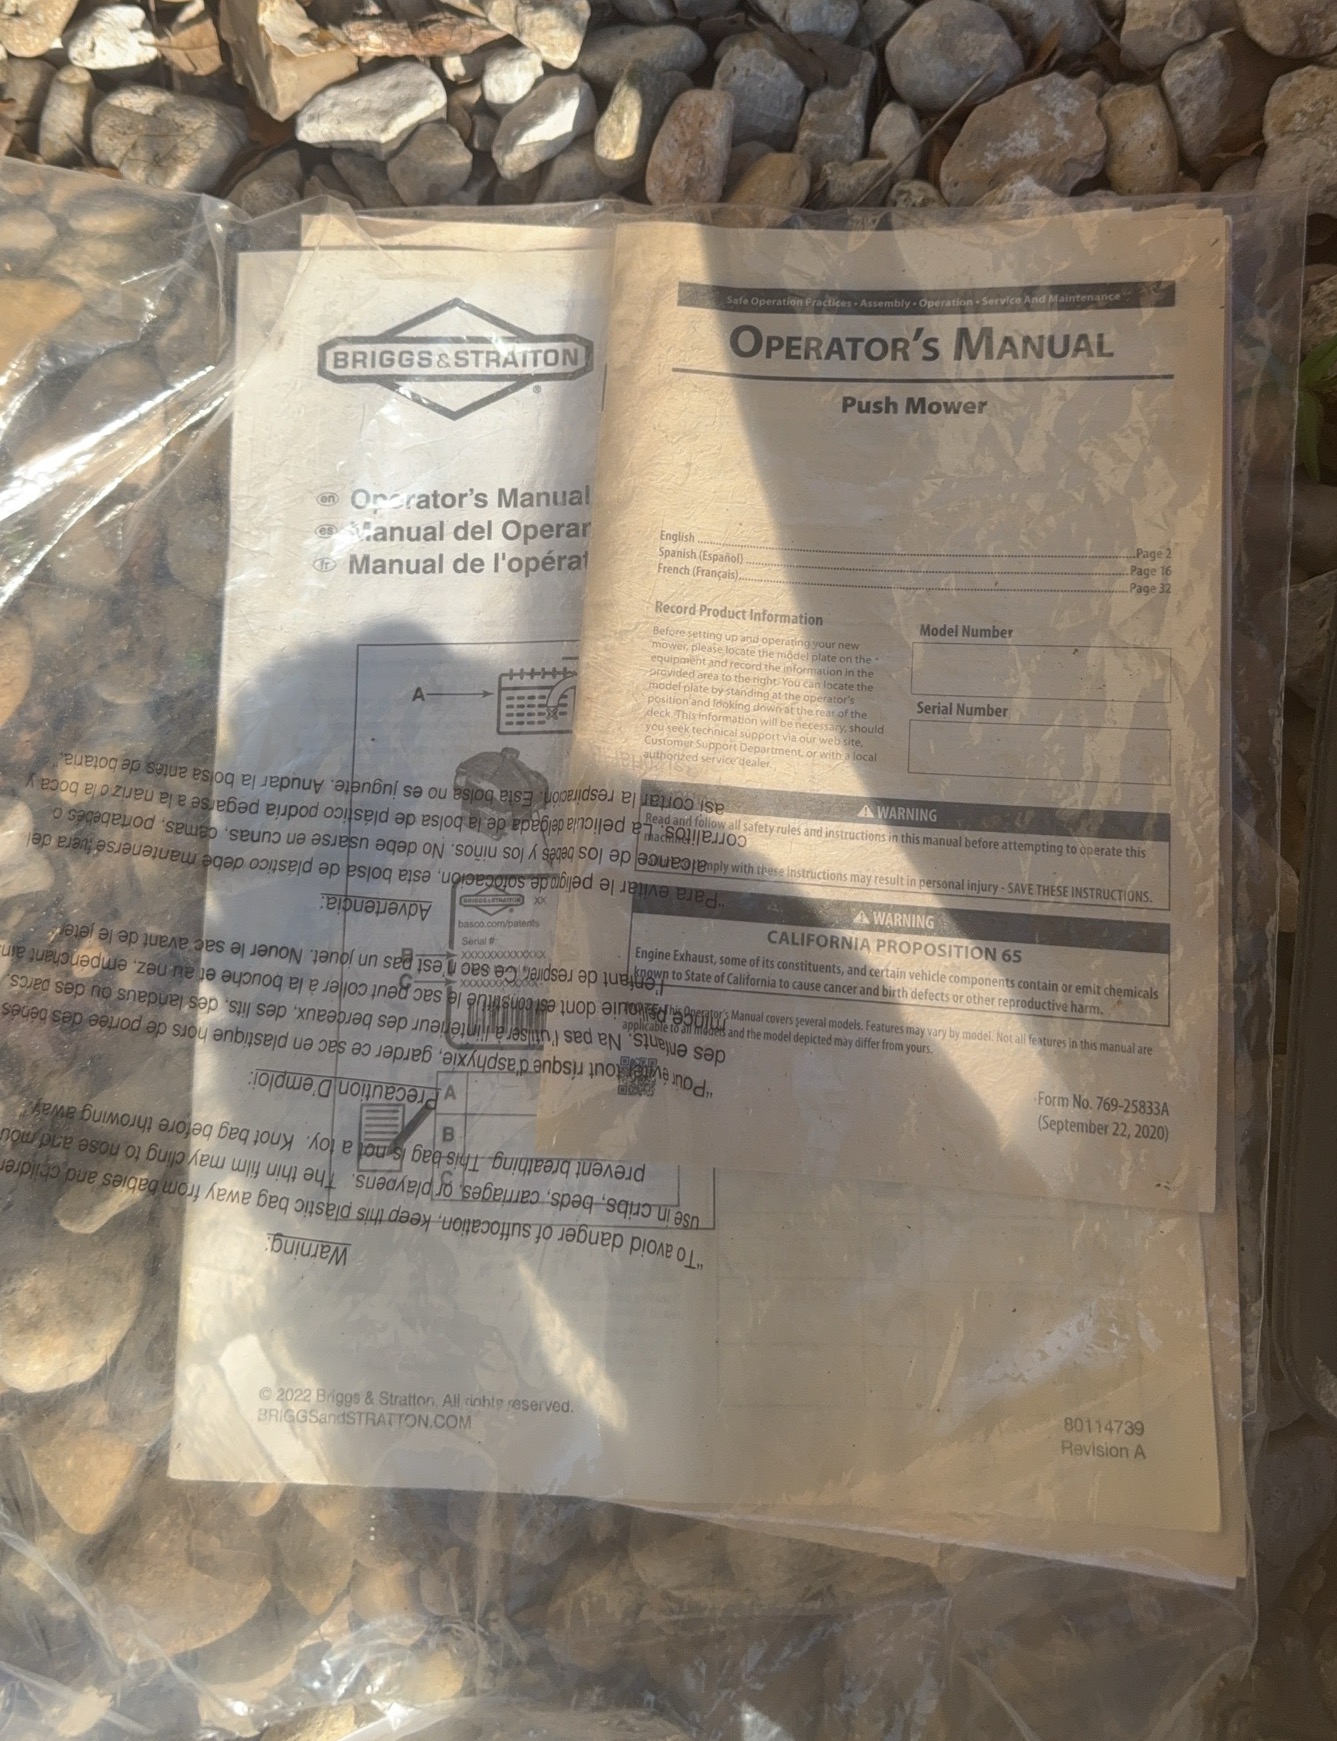 BRIGGS&STRATTON
®
en Operator's Manual
es Manual del Operar
fr Manual de l'opérat
A
B
C
BRIGGS&STRATTON
XX
basco.com/patents
Serial #:
XXXXXXXXXXXXX
XXXXXXXXXXXXX
A
B
C
© 2022 Briggs & Stratton. All rights reserved.
BRIGGSandSTRATTON.COM
80114739
Revision A
Safe Operation Practices • Assembly • Operation • Service And Maintenance
OPERATOR'S MANUAL
Push Mower
English ........ Page 2
Spanish (Español) ........ Page 16
French (Français) ........ Page 32
Record Product Information
Before setting up and operating your new
mower, please locate the model plate on the
equipment and record the information in the
provided area to the right. You can locate the
model plate by standing at the operator's
position and looking down at the rear of the
deck. This information will be necessary, should
you seek technical support via our web site,
Customer Support Department, or with a local
authorized service dealer.
Model Number
Serial Number
WARNING
Read and follow all safety rules and instructions in this manual before attempting to operate this
machine.
comply with these instructions may result in personal injury - SAVE THESE INSTRUCTIONS.
WARNING
CALIFORNIA PROPOSITION 65
Engine Exhaust, some of its constituents, and certain vehicle components contain or emit chemicals
known to State of California to cause cancer and birth defects or other reproductive harm.
This Operator's Manual covers several models. Features may vary by model. Not all features in this manual are
applicable to all models and the model depicted may differ from yours.
Form No. 769-25833A
(September 22, 2020)
Warning:
"To avoid danger of suffocation, keep this plastic bag away from babies and children
use in cribs, beds, carriages, or playpens. The thin film may cling to nose and mou
prevent breathing. This bag is not a toy. Knot bag before throwing away."
Precaution D'emploi:
"Pour éviter tout risque d'asphyxie, garder ce sac en plastique hors de portée des bébés
des enfants. Na pas l'utiliser à l'intérieur des berceaux, des lits, des landaus ou des parcs.
mince pellicule dont est constitué le sac peut coller à la bouche et au nez, empenchant ain
l'enfant de respirer. Ce sac n'est pas un jouet. Nouer le sac avant de le jeter
Advertencia:
"Para evitar le peligro de sofocación, esta bolsa de plastico debe mantenerse fuera del
alcance de los bebés y los niños. No debe usarse en cunas, camas, portabebés o
corralitos. La pelicula delgada de la bolsa de plástico podría pegarse a la nariz o la boca y
asi cortar la respiracion. Esta bolsa no es juguete. Anudar la bolsa antes de botarla."